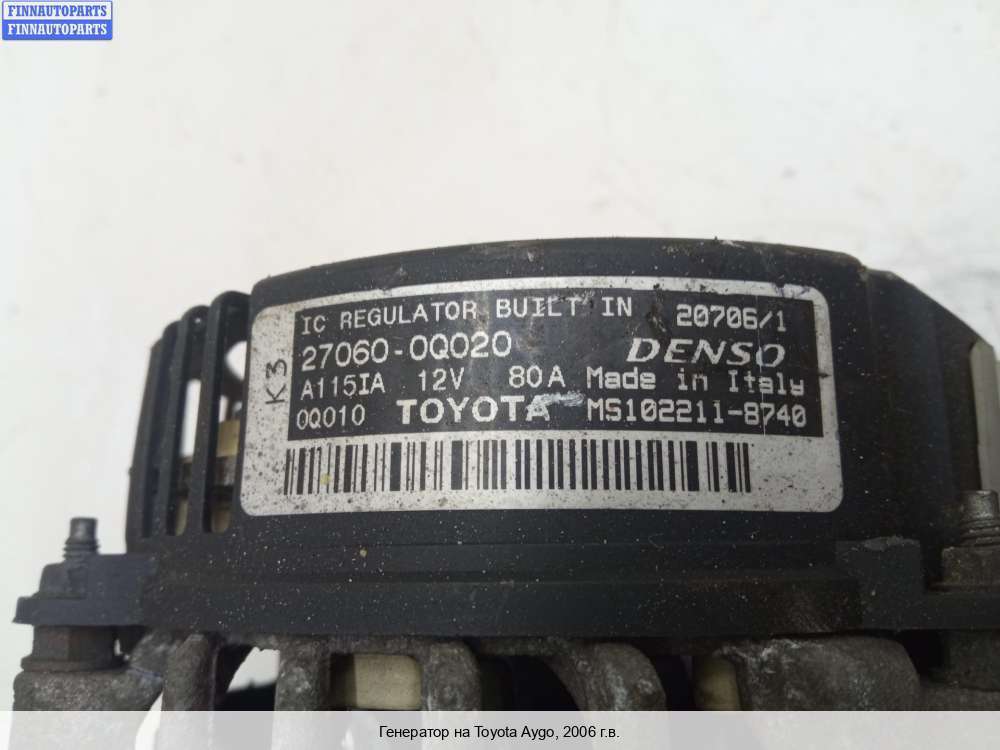 FINNAUTOPARTS
FINNAUTOPARTS
IC REGULATOR BUILT IN 20706/1
K3
27060-0Q020 DENSO
A115IA 12V 80A Made in Italy
0Q010 TOYOTA MS102211-8740
Генератор на Toyota Aygo, 2006 г.в.